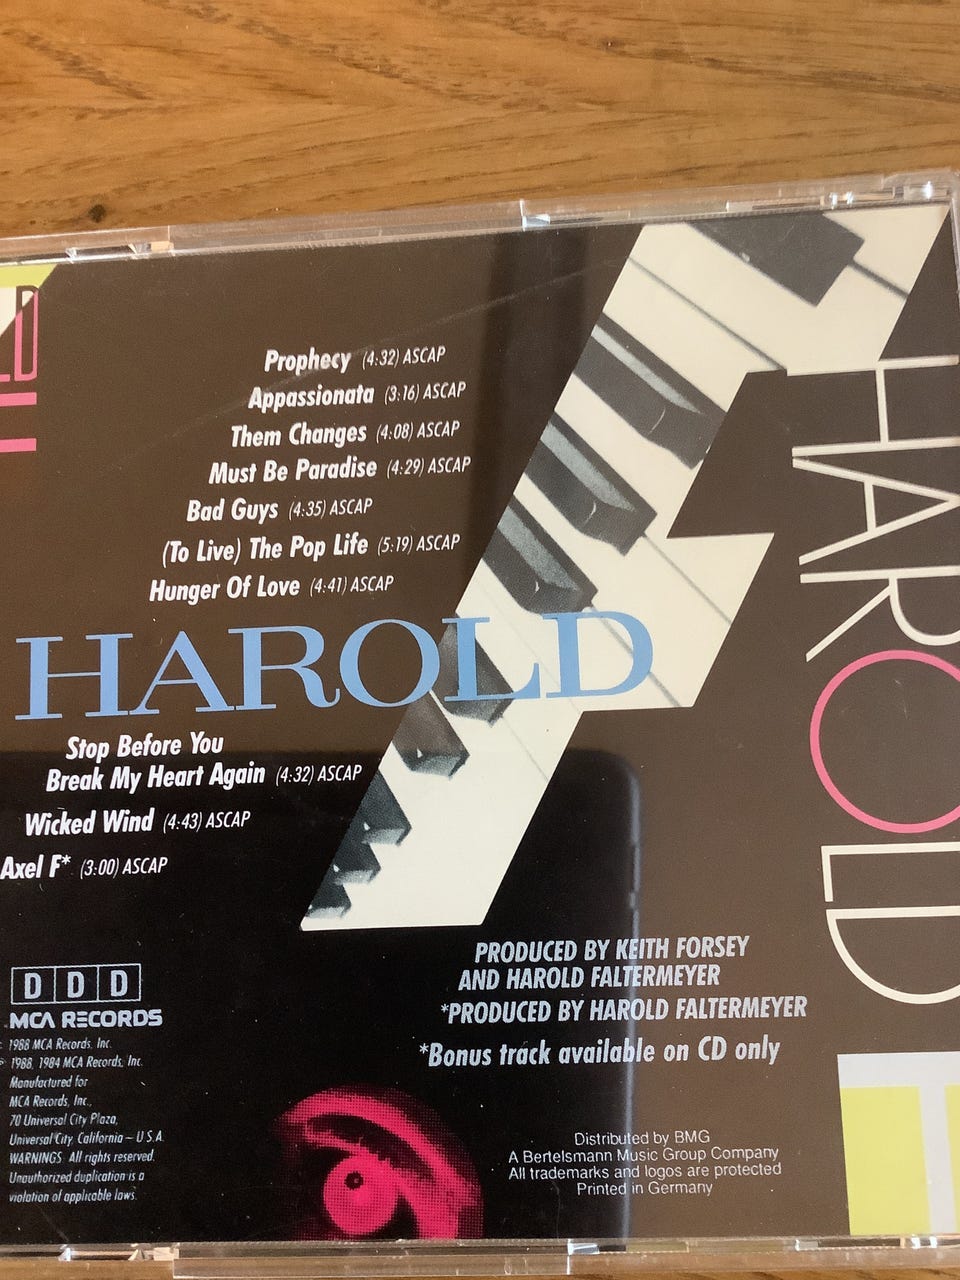 LD
Prophecy (4:32) ASCAP
Appassionata (3:16) ASCAP
Them Changes (4:08) ASCAP
Must Be Paradise (4:29) ASCAP
Bad Guys (4:35) ASCAP
(To Live) The Pop Life (5:19) ASCAP
Hunger Of Love (4:41) ASCAP
HAROLD
Stop Before You
Break My Heart Again (4:32) ASCAP
Wicked Wind (4:43) ASCAP
Axel F* (3:00) ASCAP
HAROLD F
PRODUCED BY KEITH FORSEY
AND HAROLD FALTERMEYER
*PRODUCED BY HAROLD FALTERMEYER
*Bonus track available on CD only
DDD
MCA RECORDS
1988 MCA Records, Inc.
1988, 1984 MCA Records, Inc.
Manufactured for
MCA Records, Inc.,
70 Universal City Plaza,
Universal City, California – U S A.
WARNINGS: All rights reserved.
Unauthorized duplication is a
violation of applicable laws.
Distributed by BMG
A Bertelsmann Music Group Company
All trademarks and logos are protected
Printed in Germany